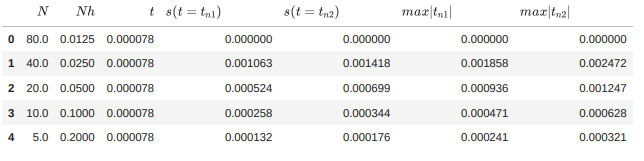 N Nh t s(t = t_{n1}) s(t = t_{n2}) max|t_{n1}| max|t_{n2}|
0 80.0 0.0125 0.000078 0.000000 0.000000 0.000000 0.000000
1 40.0 0.0250 0.000078 0.001063 0.001418 0.001858 0.002472
2 20.0 0.0500 0.000078 0.000524 0.000699 0.000936 0.001247
3 10.0 0.1000 0.000078 0.000258 0.000344 0.000471 0.000628
4 5.0 0.2000 0.000078 0.000132 0.000176 0.000241 0.000321